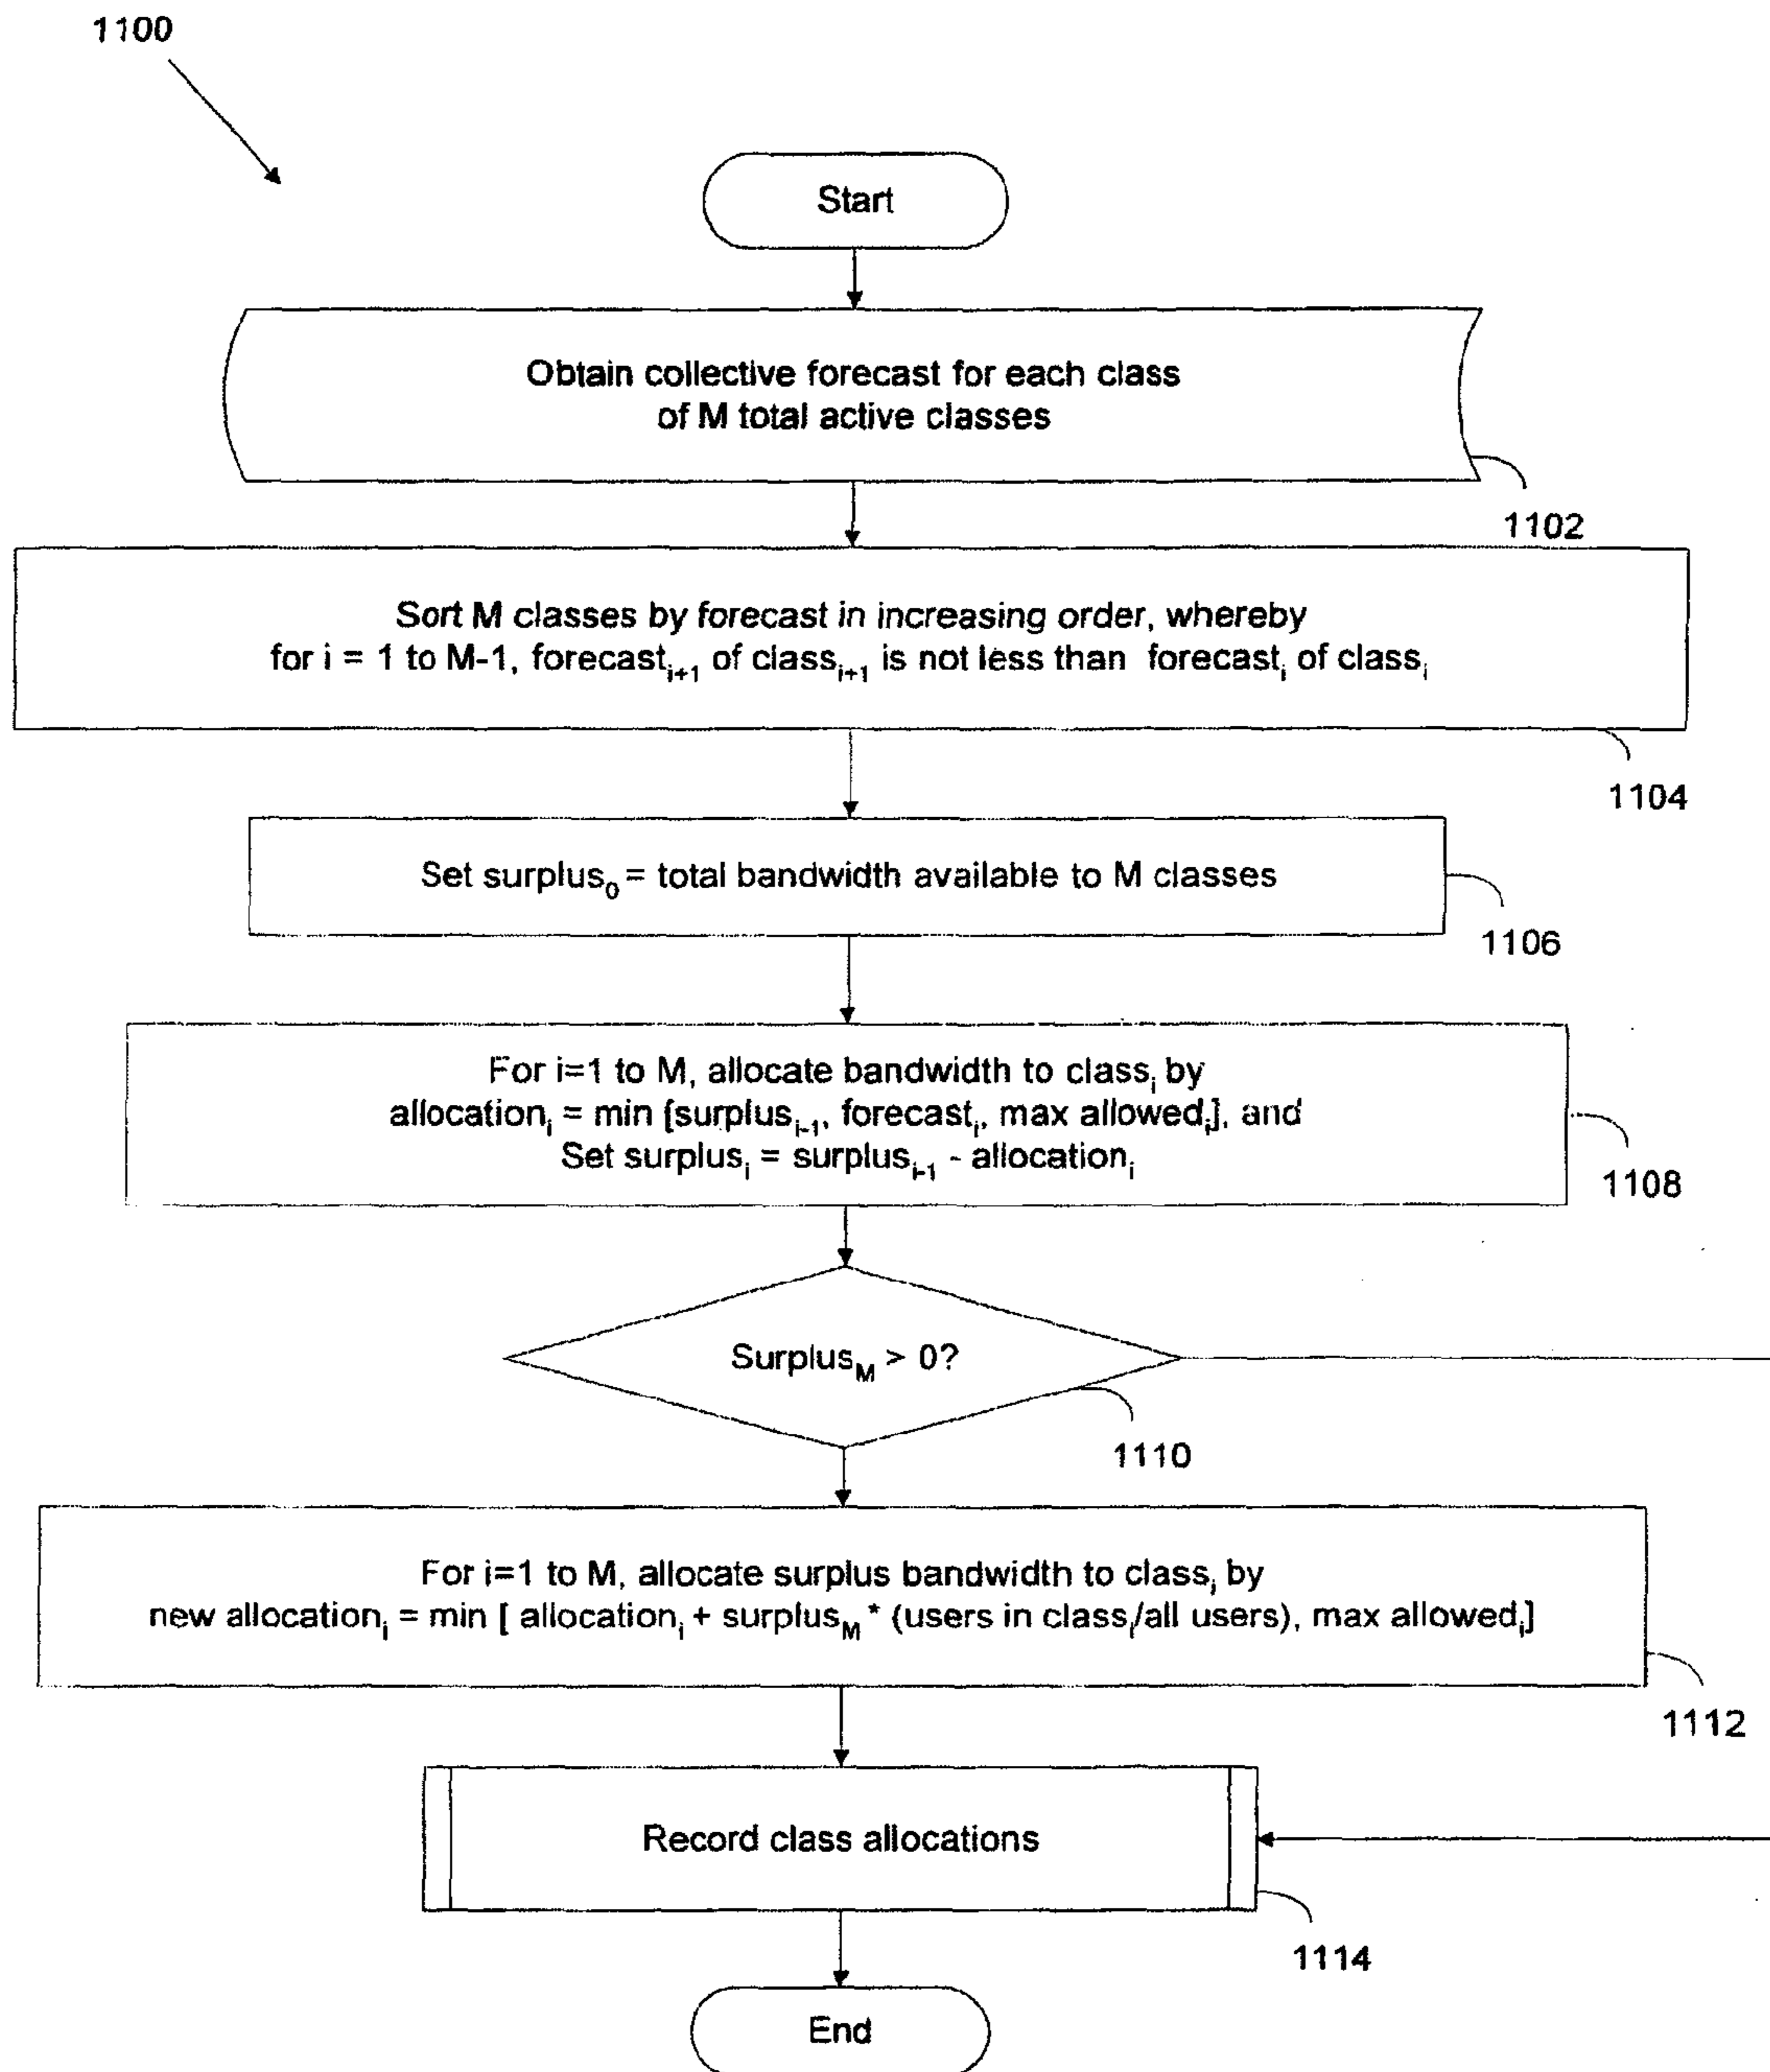 1100
Start
Obtain collective forecast for each class
of M total active classes
1102
Sort M classes by forecast in increasing order, whereby
for i = 1 to M-1, forecast_{i+1} of class_{i+1} is not less than forecast_i of class_i
1104
Set surplus_0 = total bandwidth available to M classes
1106
For i=1 to M, allocate bandwidth to class_i by
allocation_i = min [surplus_{i-1}, forecast_i, max allowed_i], and
Set surplus_i = surplus_{i-1} - allocation_i
1108
Surplus_M > 0?
1110
For i=1 to M, allocate surplus bandwidth to class_i by
new allocation_i = min [ allocation_i + surplus_M * (users in class_i/all users), max allowed_i]
1112
Record class allocations
1114
End